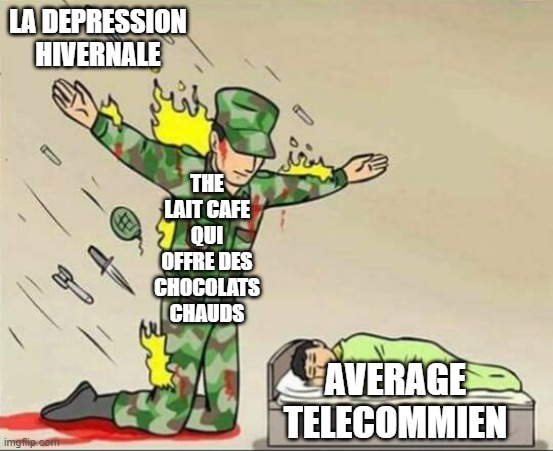 LA DEPRESSION
HIVERNALE
THE
LAIT CAFE
QUI
OFFRE DES
CHOCOLATS
CHAUDS
AVERAGE
TELECOMMIEN
imgflip.com